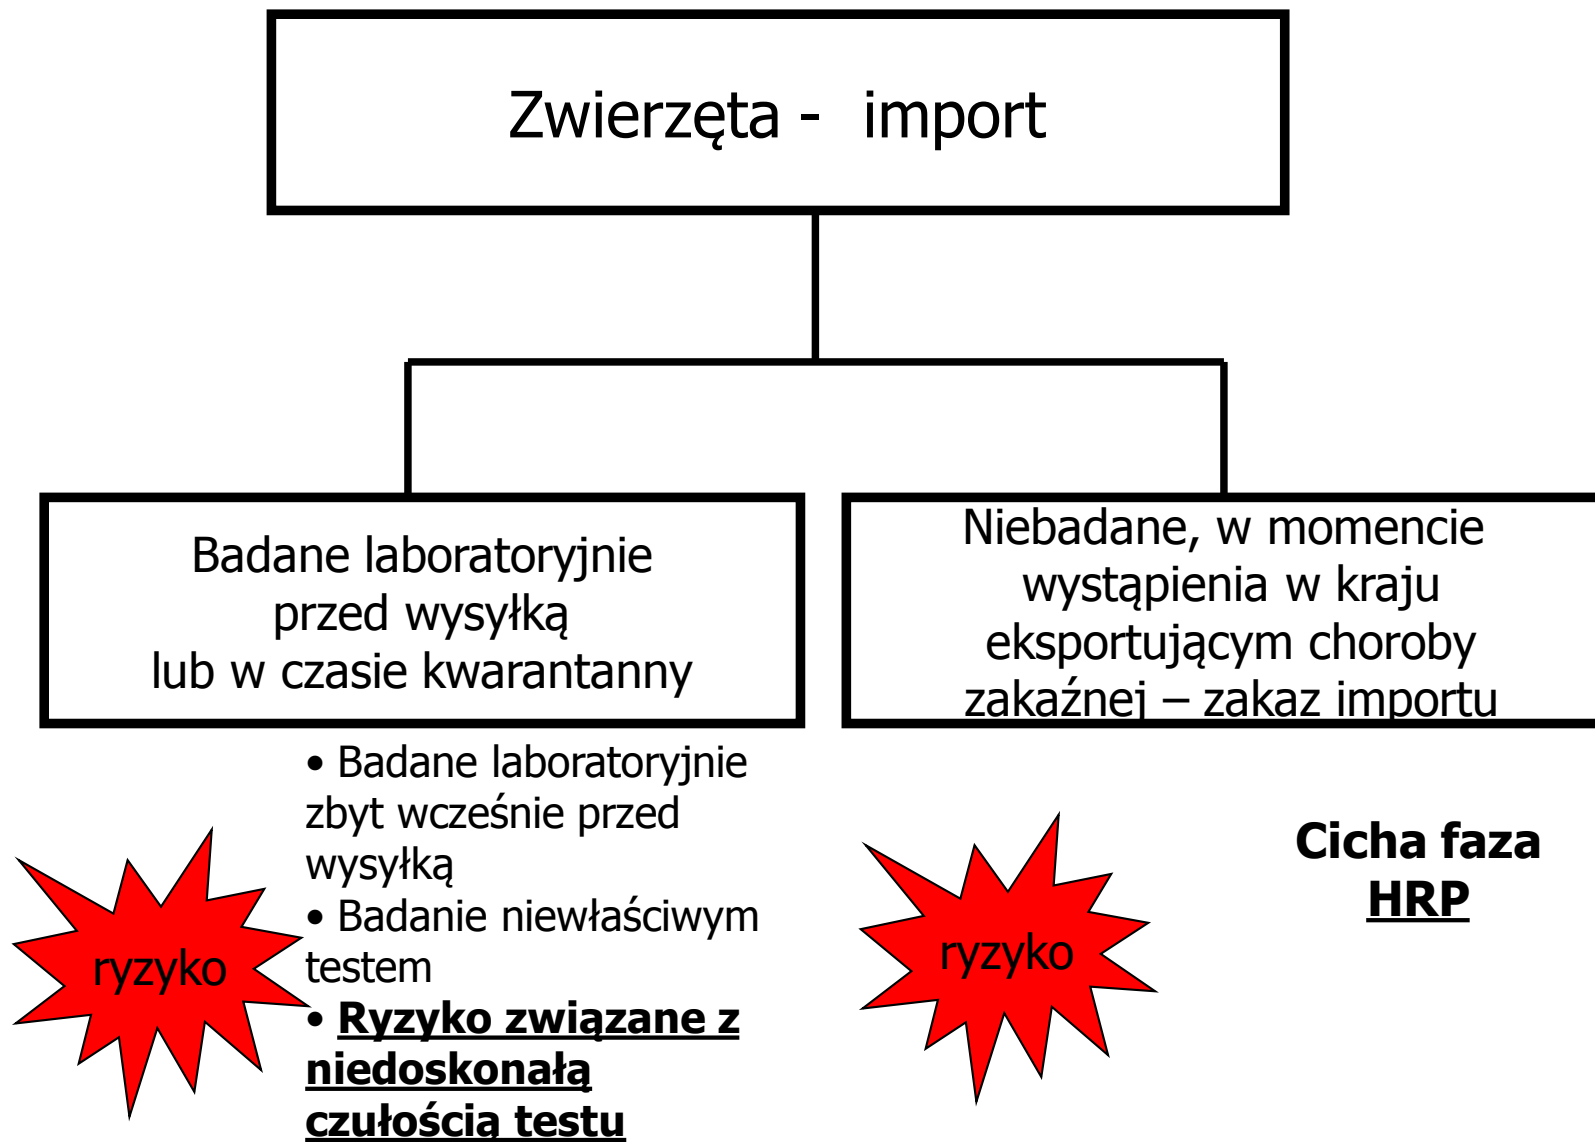 Zwierzęta - import
Badane laboratoryjnie
przed wysyłką
lub w czasie kwarantanny
Niebadane, w momencie
wystąpienia w kraju
eksportującym choroby
zakaźnej – zakaz importu
ryzyko
• Badane laboratoryjnie
zbyt wcześnie przed
wysyłką
• Badanie niewłaściwym
testem
• Ryzyko związane z
niedoskonałą
czułością testu
ryzyko
Cicha faza
HRP